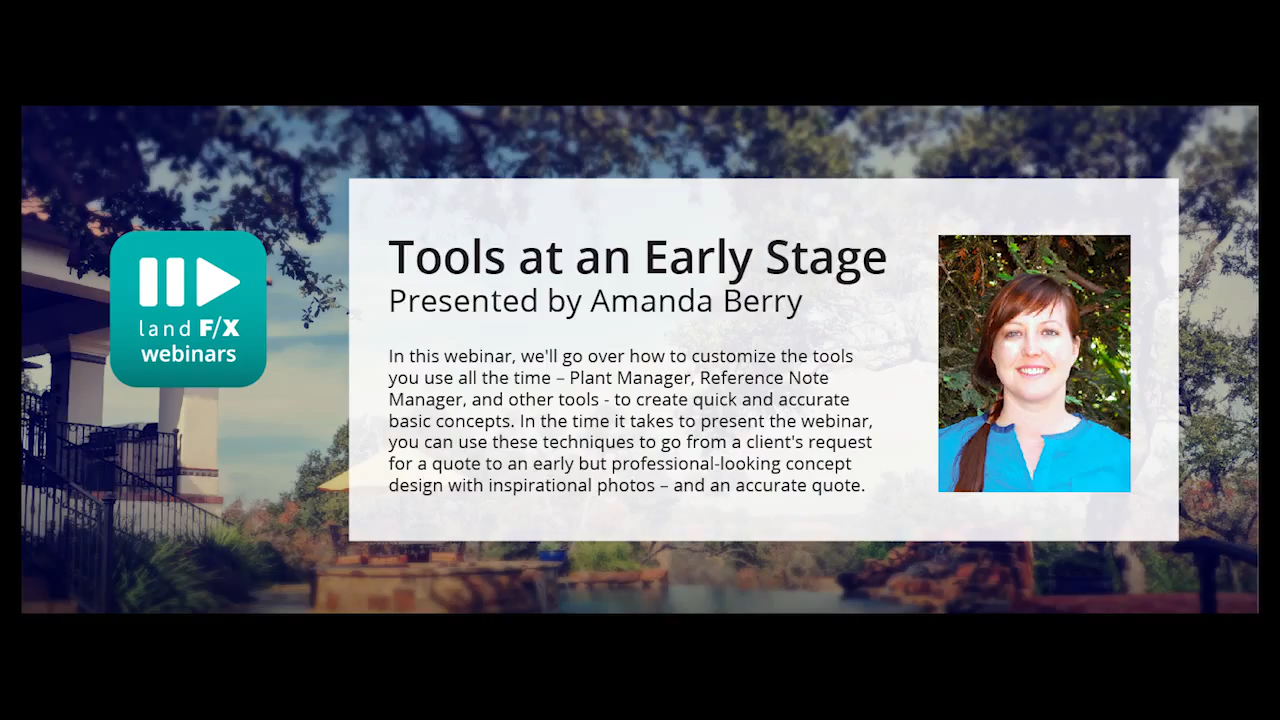 land F/X
webinars
Tools at an Early Stage
Presented by Amanda Berry
In this webinar, we'll go over how to customize the tools
you use all the time – Plant Manager, Reference Note
Manager, and other tools - to create quick and accurate
basic concepts. In the time it takes to present the webinar,
you can use these techniques to go from a client's request
for a quote to an early but professional-looking concept
design with inspirational photos – and an accurate quote.